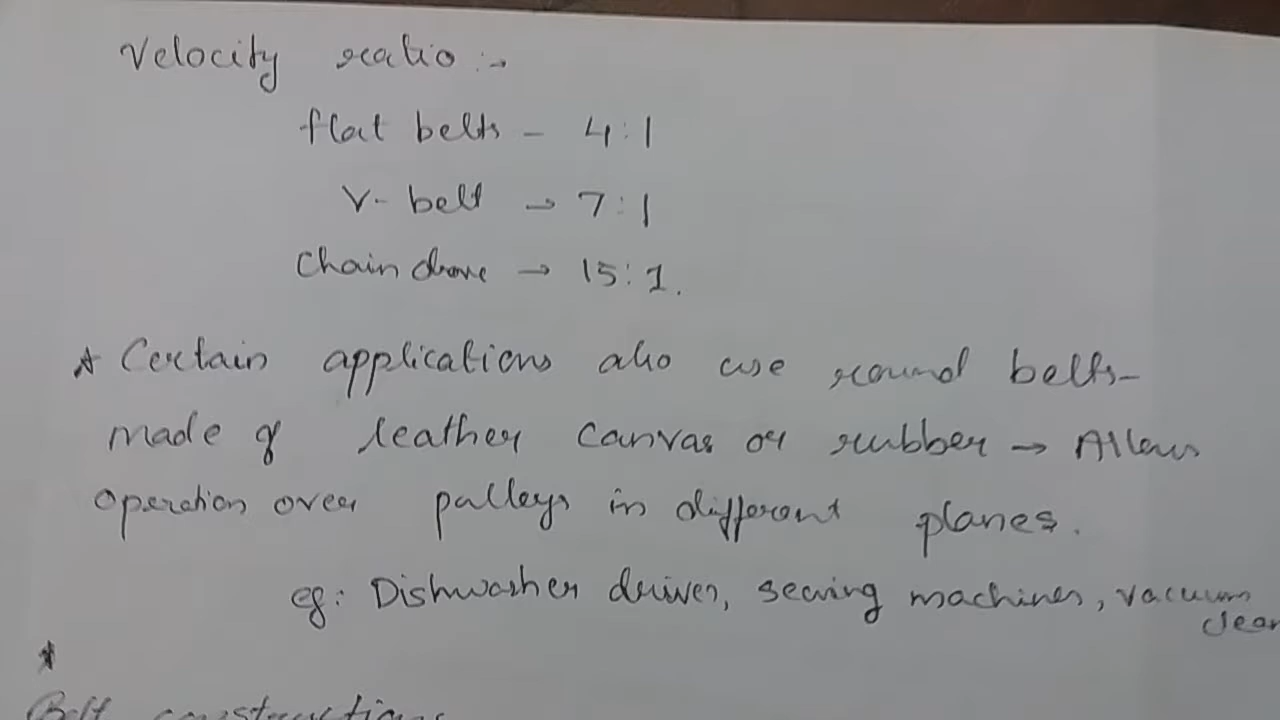 Velocity ratio :→
flat belts - 4:1
V-belt → 7:1
Chain drive → 15:1.
* Certain applications also use round belts-
made of leather canvas or rubber → Allows
operation over pulleys in different planes.
eg: Dishwasher drives, sewing machines, vacuum
clean
*
Belt constructions